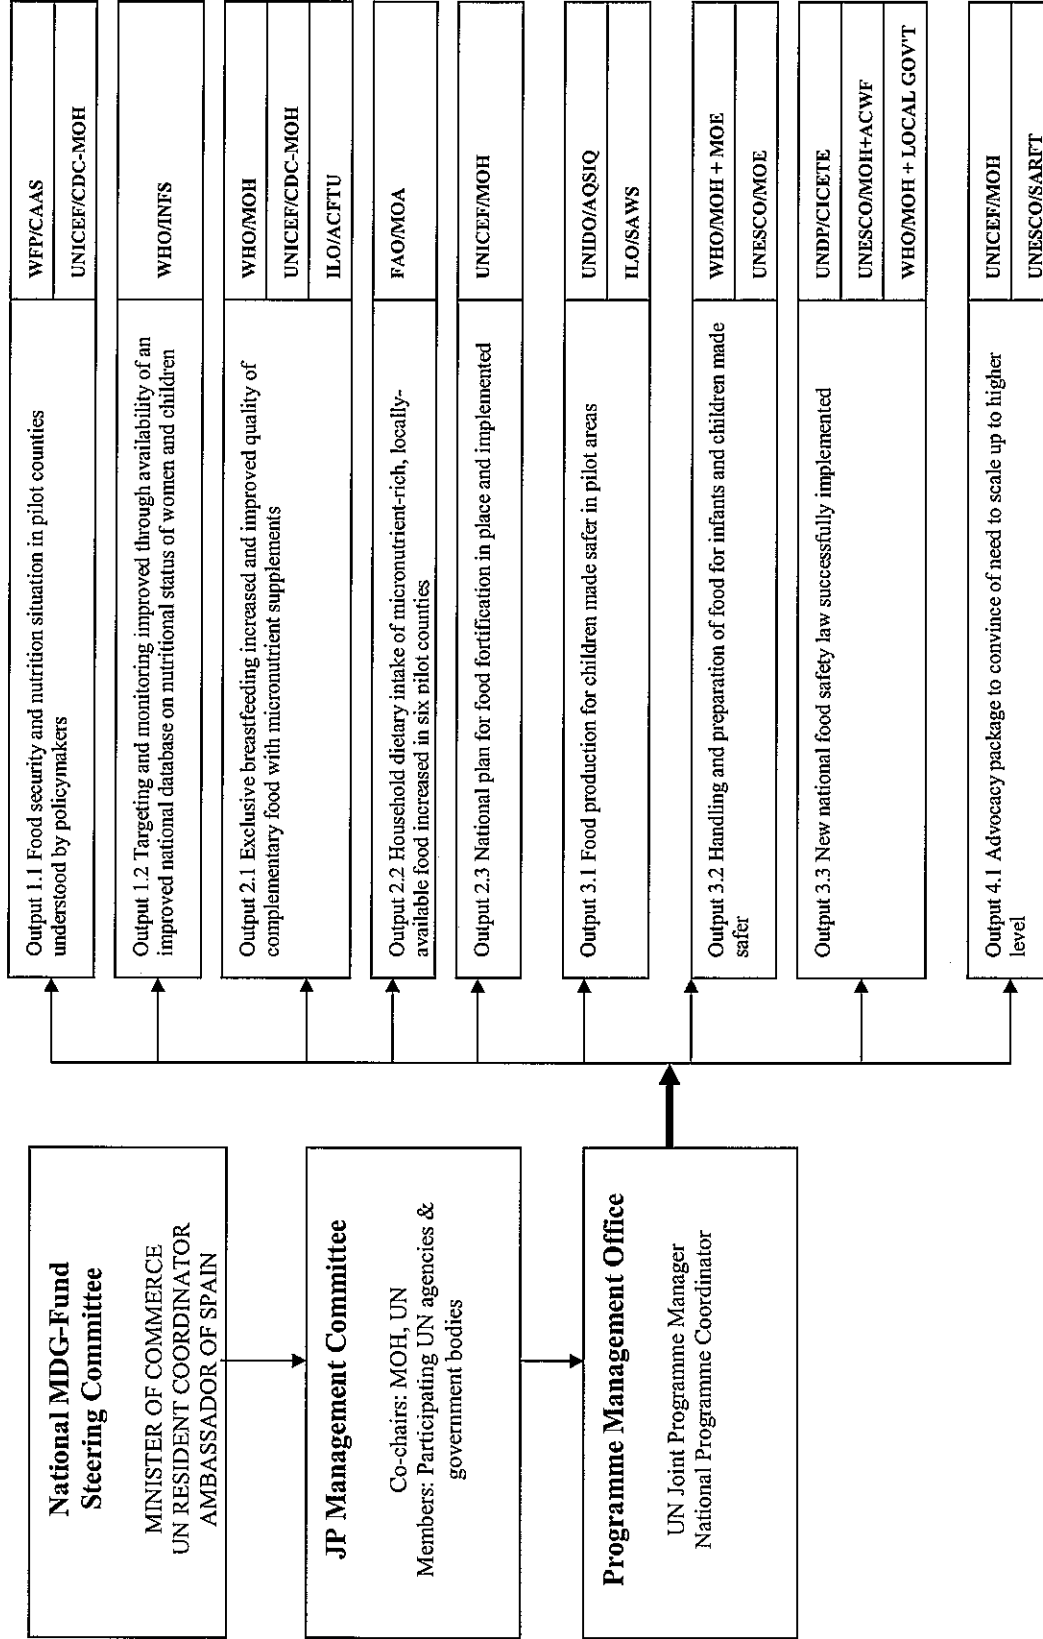 National MDG-Fund
Steering Committee
MINISTER OF COMMERCE
UN RESIDENT COORDINATOR
AMBASSADOR OF SPAIN
JP Management Committee
Co-chairs: MOH, UN
Members: Participating UN agencies &
government bodies
Programme Management Office
UN Joint Programme Manager
National Programme Coordinator
Output 1.1 Food security and nutrition situation in pilot counties
understood by policymakers
WFP/CAAS
UNICEF/CDC-MOH
Output 1.2 Targeting and monitoring improved through availability of an
improved national database on nutritional status of women and children
WHO/INFS
Output 2.1 Exclusive breastfeeding increased and improved quality of
complementary food with micronutrient supplements
WHO/MOH
UNICEF/CDC-MOH
ILO/ACFTU
Output 2.2 Household dietary intake of micronutrient-rich, locally-
available food increased in six pilot counties
FAO/MOA
Output 2.3 National plan for food fortification in place and implemented
UNICEF/MOH
Output 3.1 Food production for children made safer in pilot areas
UNIDO/AQSIQ
ILO/SAWS
Output 3.2 Handling and preparation of food for infants and children made
safer
WHO/MOH + MOE
UNESCO/MOE
Output 3.3 New national food safety law successfully implemented
UNDP/CICETE
UNESCO/MOH+ACWF
WHO/MOH + LOCAL GOV'T
Output 4.1 Advocacy package to convince of need to scale up to higher
level
UNICEF/MOH
UNESCO/SARFT